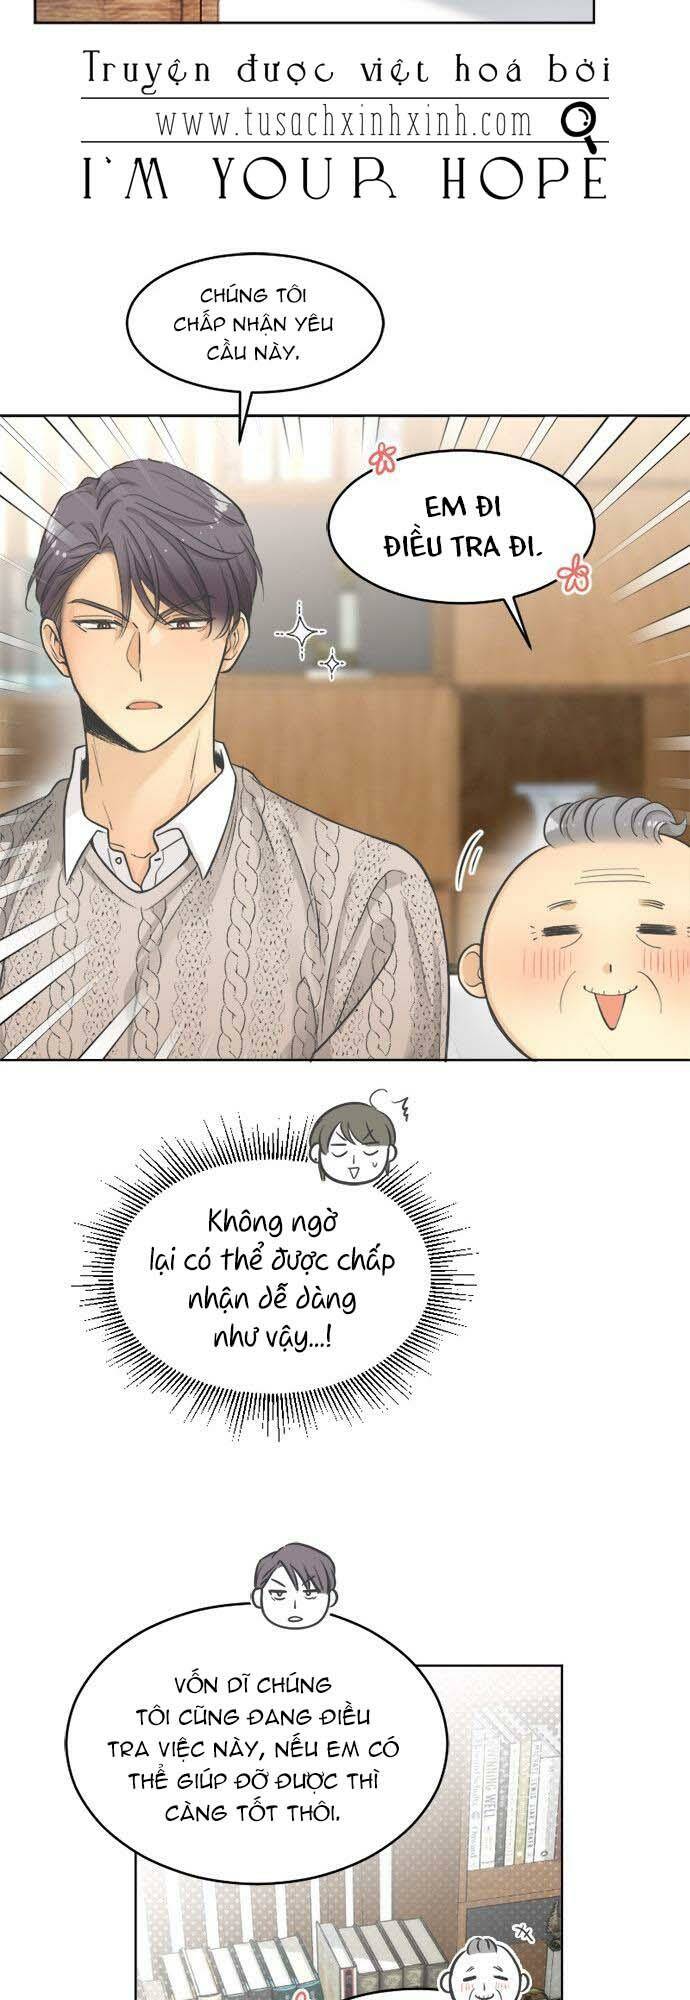 Truyện được việt hoá bởi
www.tusachxinhxinh.com
I'M YOUR HOPE
CHÚNG TÔI
CHẤP NHẬN YÊU
CẦU NÀY.
EM ĐI
ĐIỀU TRA ĐI.
Không ngờ
lại có thể được chấp
nhận dễ dàng
như vậy...!
VỐN DĨ CHÚNG
TÔI CŨNG ĐANG ĐIỀU
TRA VIỆC NÀY, NẾU EM CÓ
THỂ GIÚP ĐỠ ĐƯỢC THÌ
CÀNG TỐT THÔI.